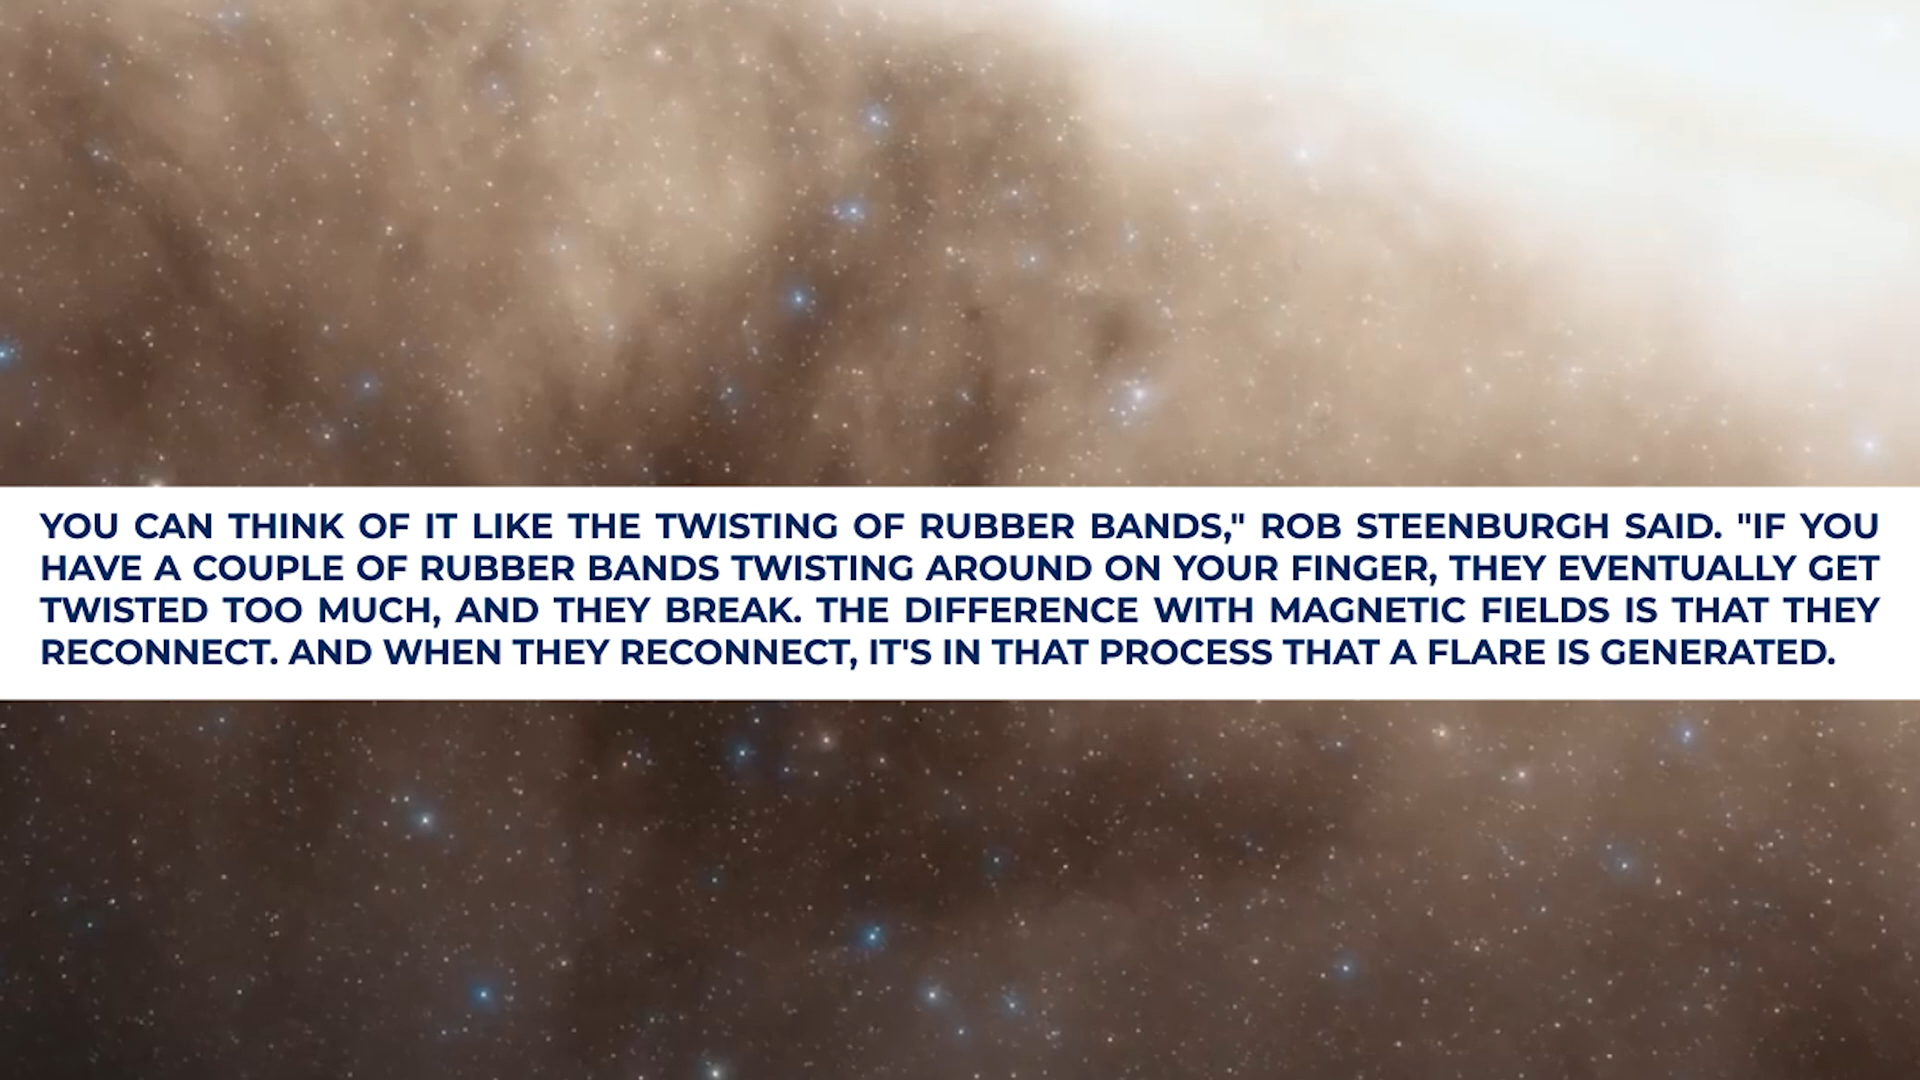 YOU CAN THINK OF IT LIKE THE TWISTING OF RUBBER BANDS," ROB STEENBURGH SAID. "IF YOU
HAVE A COUPLE OF RUBBER BANDS TWISTING AROUND ON YOUR FINGER, THEY EVENTUALLY GET
TWISTED TOO MUCH, AND THEY BREAK. THE DIFFERENCE WITH MAGNETIC FIELDS IS THAT THEY
RECONNECT. AND WHEN THEY RECONNECT, IT'S IN THAT PROCESS THAT A FLARE IS GENERATED.